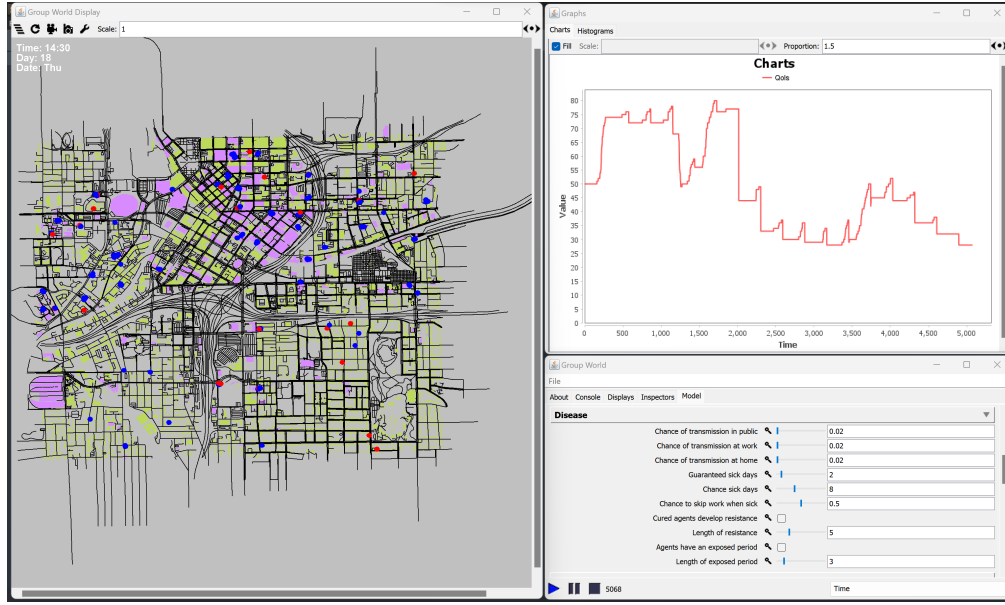 Group World Display
Scale: 1
Time: 14:30
Day: 18
Date: Thu
Graphs
Charts Histograms
Fill Scale: Proportion: 1.5
Charts
Qols
Value
80
75
70
65
60
55
50
45
40
35
30
25
20
15
10
5
0
0 500 1,000 1,500 2,000 2,500 3,000 3,500 4,000 4,500 5,000
Time
Group World
File
About Console Displays Inspectors Model
Disease
Chance of transmission in public 0.02
Chance of transmission at work 0.02
Chance of transmission at home 0.02
Guaranteed sick days 2
Chance sick days 8
Chance to skip work when sick 0.5
Cured agents develop resistance
Length of resistance 5
Agents have an exposed period
Length of exposed period 3
5068 Time